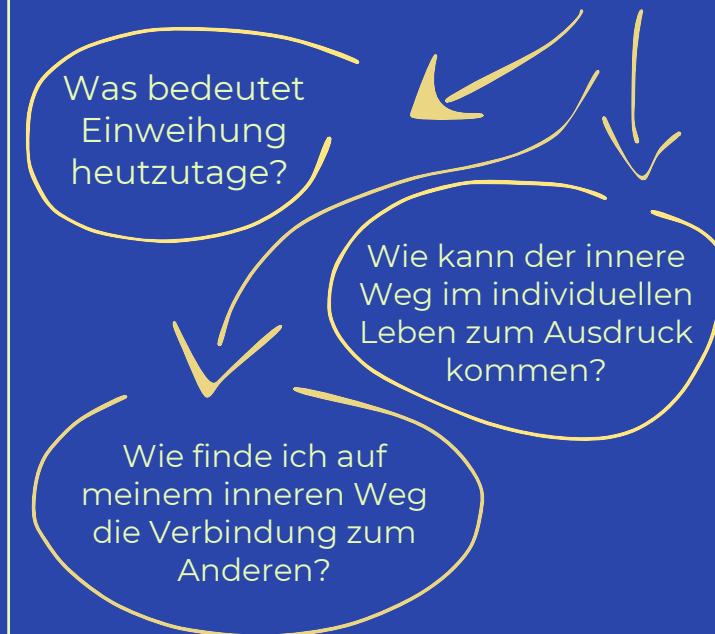 Was bedeutet
Einweihung
heutzutage?
Wie kann der innere
Weg im individuellen
Leben zum Ausdruck
kommen?
Wie finde ich auf
meinem inneren Weg
die Verbindung zum
Anderen?